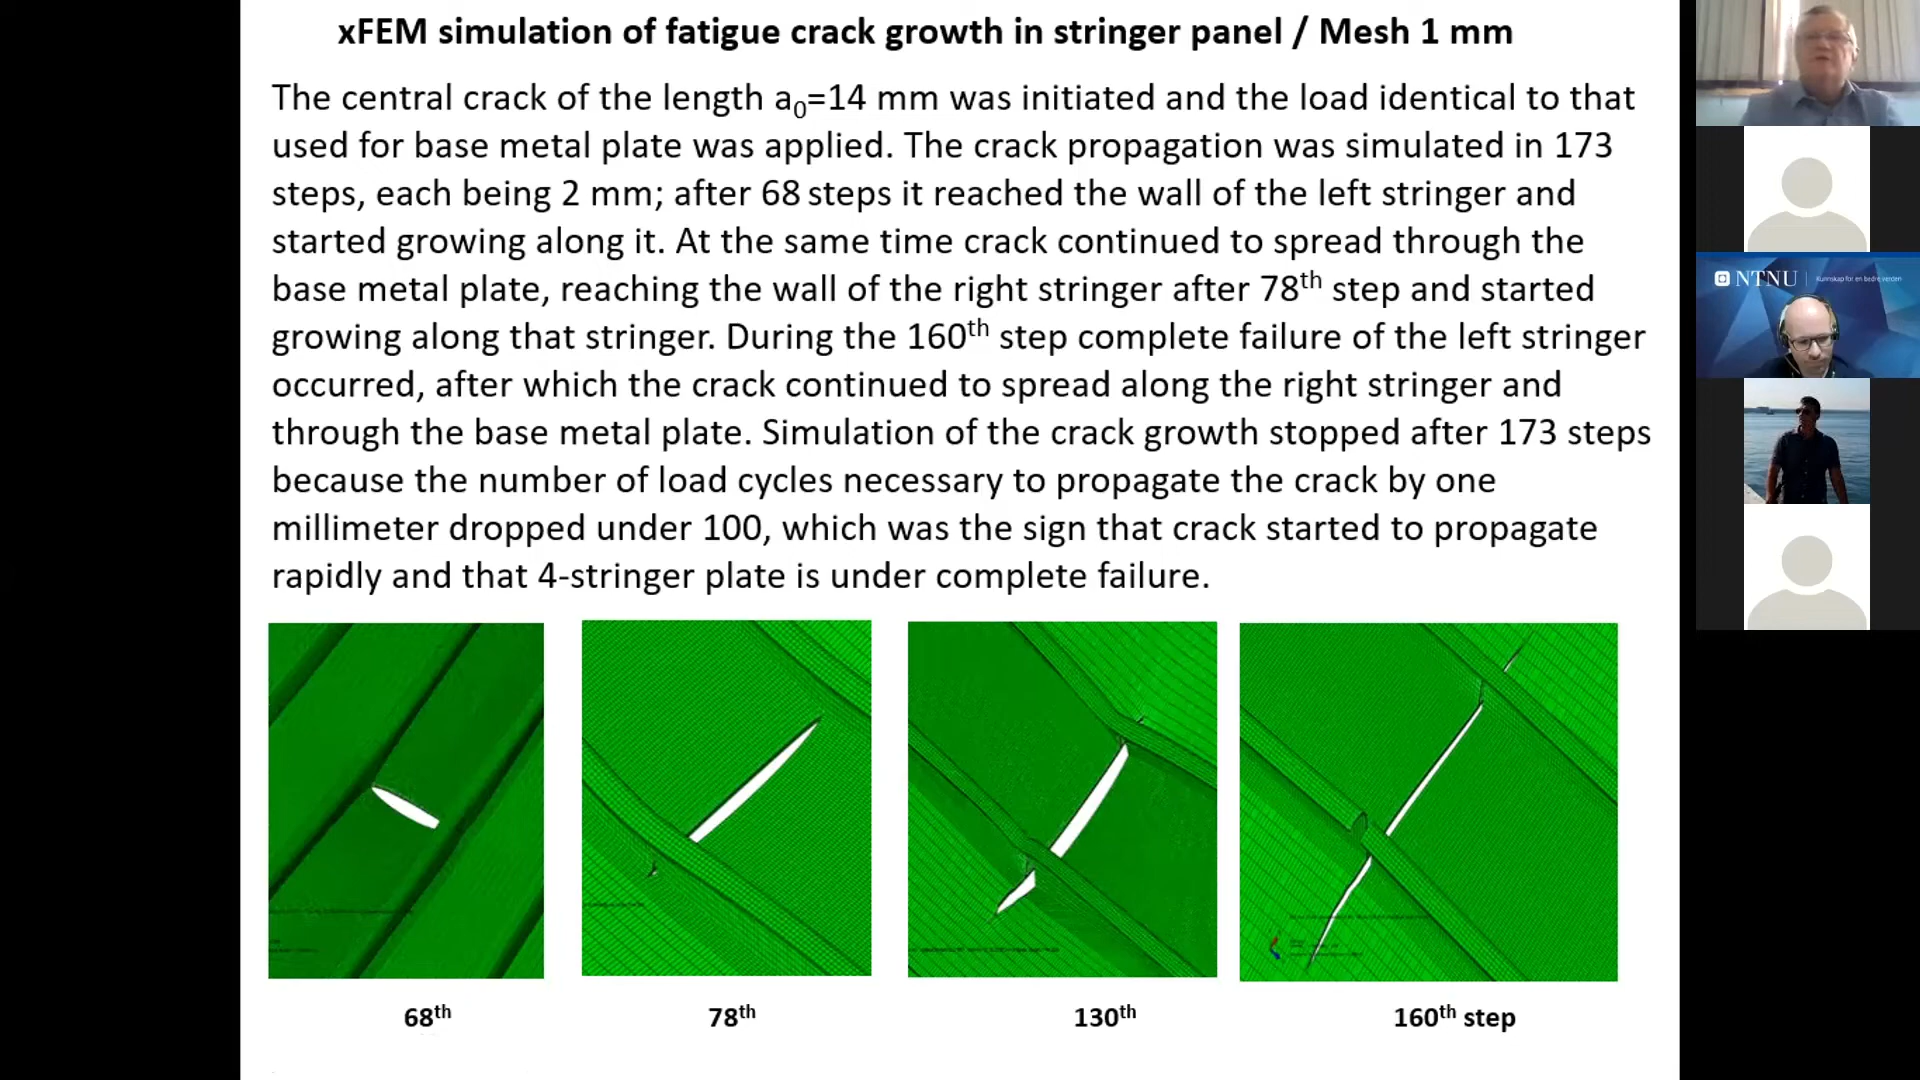 xFEM simulation of fatigue crack growth in stringer panel / Mesh 1 mm
The central crack of the length a0=14 mm was initiated and the load identical to that
used for base metal plate was applied. The crack propagation was simulated in 173
steps, each being 2 mm; after 68 steps it reached the wall of the left stringer and
started growing along it. At the same time crack continued to spread through the
base metal plate, reaching the wall of the right stringer after 78th step and started
growing along that stringer. During the 160th step complete failure of the left stringer
occurred, after which the crack continued to spread along the right stringer and
through the base metal plate. Simulation of the crack growth stopped after 173 steps
because the number of load cycles necessary to propagate the crack by one
millimeter dropped under 100, which was the sign that crack started to propagate
rapidly and that 4-stringer plate is under complete failure.
68th
78th
130th
160th step
NTNU
Kunnskap for en bedre verden